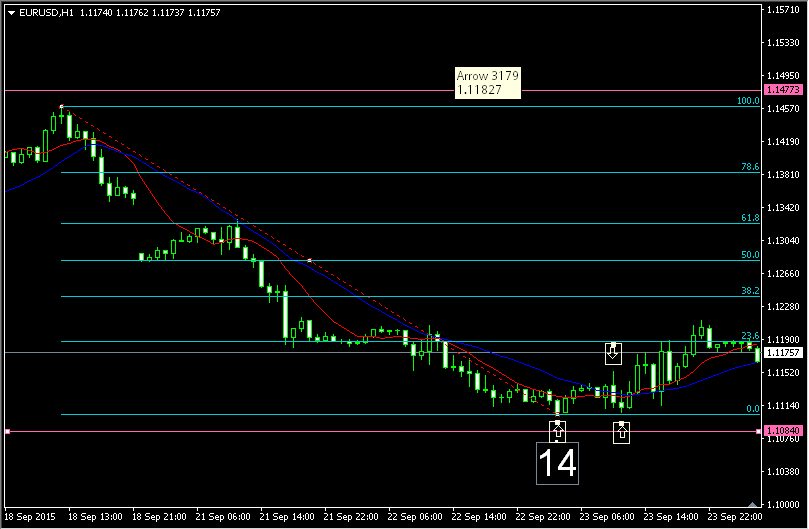 EURUSD,H1 1.11740 1.11762 1.11737 1.11757
Arrow 3179
1.11827
100.0
78.6
61.8
50.0
38.2
23.6
0.0
14
1.15710
1.15330
1.14950
1.14773
1.14570
1.14190
1.13810
1.13420
1.13040
1.12660
1.12280
1.11900
1.11757
1.11520
1.11140
1.10840
1.10760
1.10380
1.10000
18 Sep 2015
18 Sep 13:00
18 Sep 21:00
21 Sep 06:00
21 Sep 14:00
21 Sep 22:00
22 Sep 06:00
22 Sep 14:00
22 Sep 22:00
23 Sep 06:00
23 Sep 14:00
23 Sep 22:00